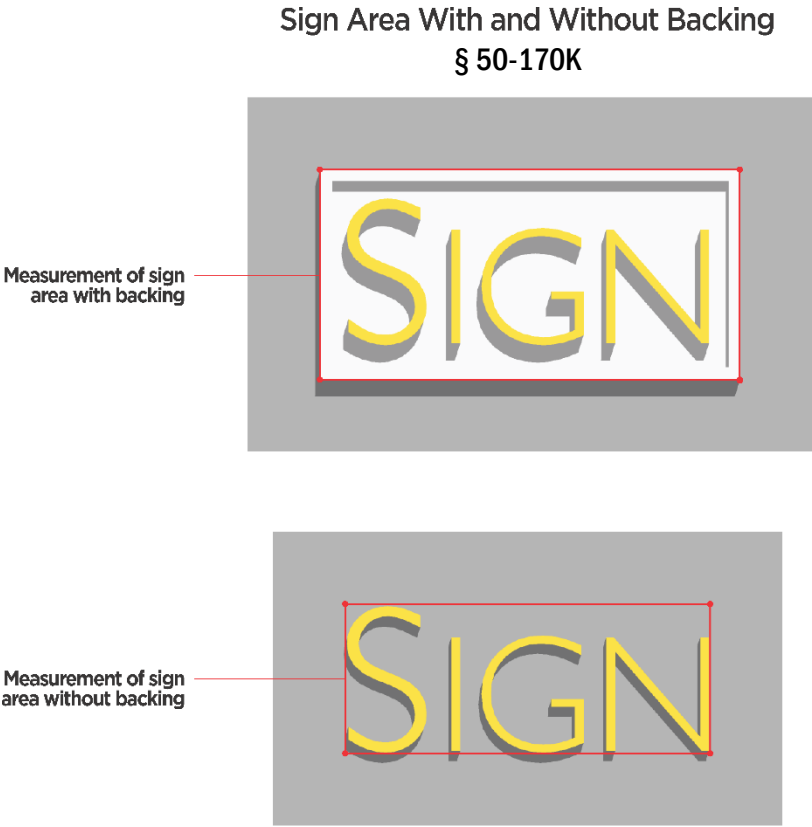 Sign Area With and Without Backing
§ 50-170K
SIGN
Measurement of sign
area with backing
SIGN
Measurement of sign
area without backing